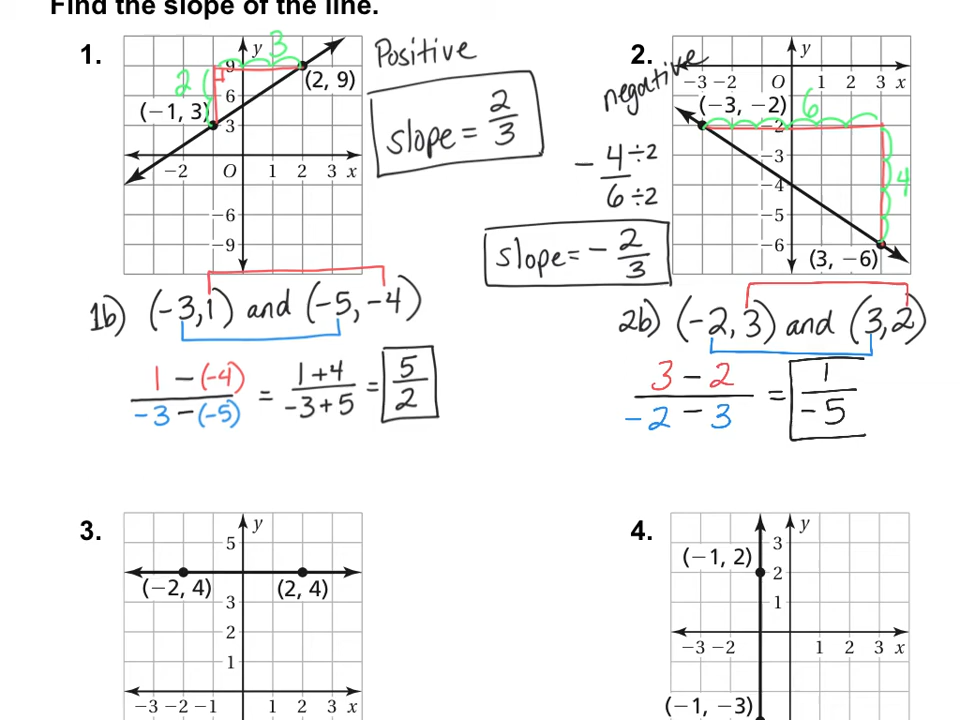 Find the slope of the line.
1.
y
3
Positive
2.
y
9
(2, 9)
2
6
negative
-3 -2 O 1 2 3 x
(-1, 3)
3
slope = 2/3
(-3, -2)
6
-2
-2 O 1 2 3 x
- 4÷2
6÷2
-3
-4
4
-6
-5
-9
slope = - 2/3
-6
(3, -6)
1b) (-3,1) and (-5,-4)
2b) (-2,3) and (3,2)
1 - (-4)
-3 - (-5)
= 1+4
-3+5
= 5
2
3 - 2
-2 - 3
= 1
-5
3.
y
5
(-2, 4)
(2, 4)
3
2
1
-3 -2 -1 1 2 3 x
4.
y
(-1, 2)
3
2
1
-3 -2 1 2 3 x
(-1, -3)